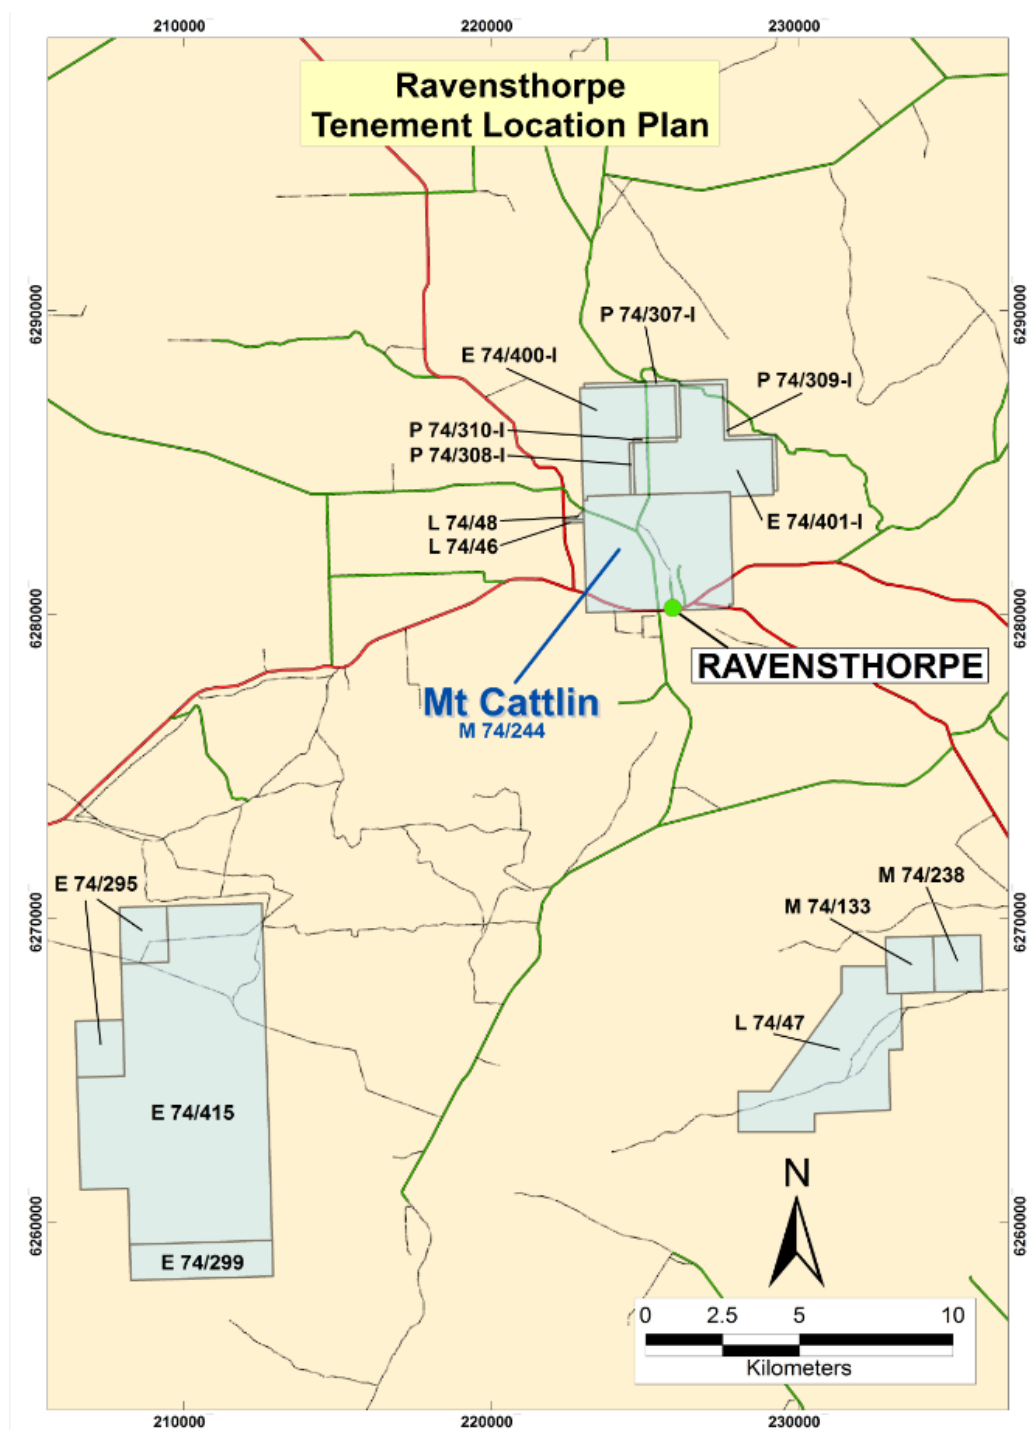 210000
220000
230000
Ravensthorpe
Tenement Location Plan
6290000
6290000
P 74/307-I
E 74/400-I
P 74/309-I
P 74/310-I
P 74/308-I
L 74/48
E 74/401-I
L 74/46
6280000
6280000
RAVENSTHORPE
Mt Cattlin
M 74/244
M 74/238
E 74/295
M 74/133
6270000
6270000
L 74/47
E 74/415
N
6260000
6260000
E 74/299
0 2.5 5 10
Kilometers
210000
220000
230000